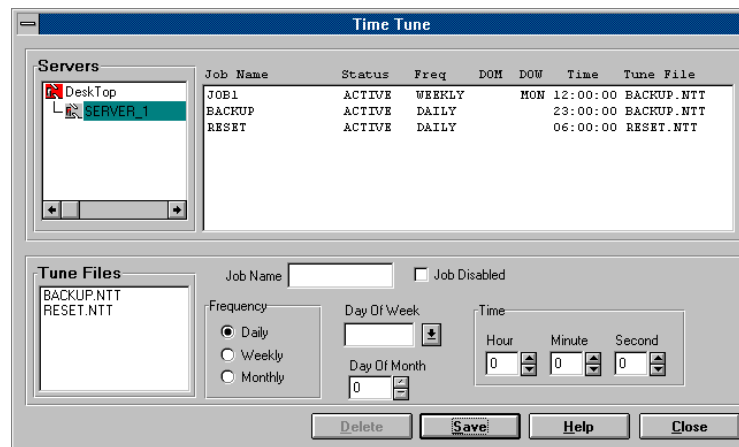 Time Tune
Servers
DeskTop
SERVER_1
Job Name Status Freq DOM DOW Time Tune File
JOB1 ACTIVE WEEKLY MON 12:00:00 BACKUP.NTT
BACKUP ACTIVE DAILY 23:00:00 BACKUP.NTT
RESET ACTIVE DAILY 06:00:00 RESET.NTT
Tune Files
BACKUP.NTT
RESET.NTT
Job Name
Job Disabled
Frequency
Daily
Weekly
Monthly
Day Of Week
Day Of Month
0
Time
Hour Minute Second
0 0 0
Delete Save Help Close